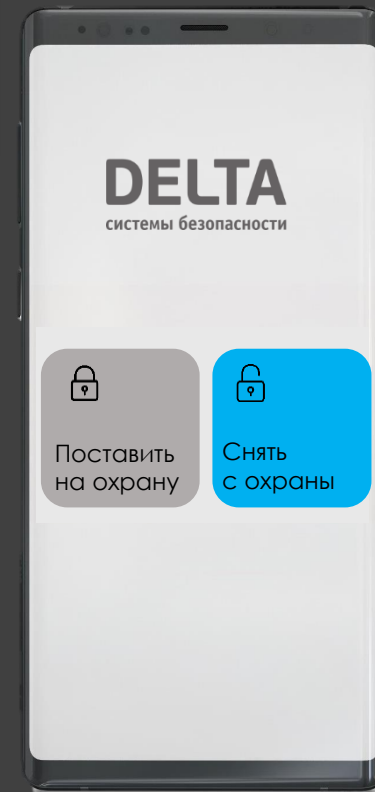 DELTA
системы безопасности
Поставить
на охрану
Снять
с охраны